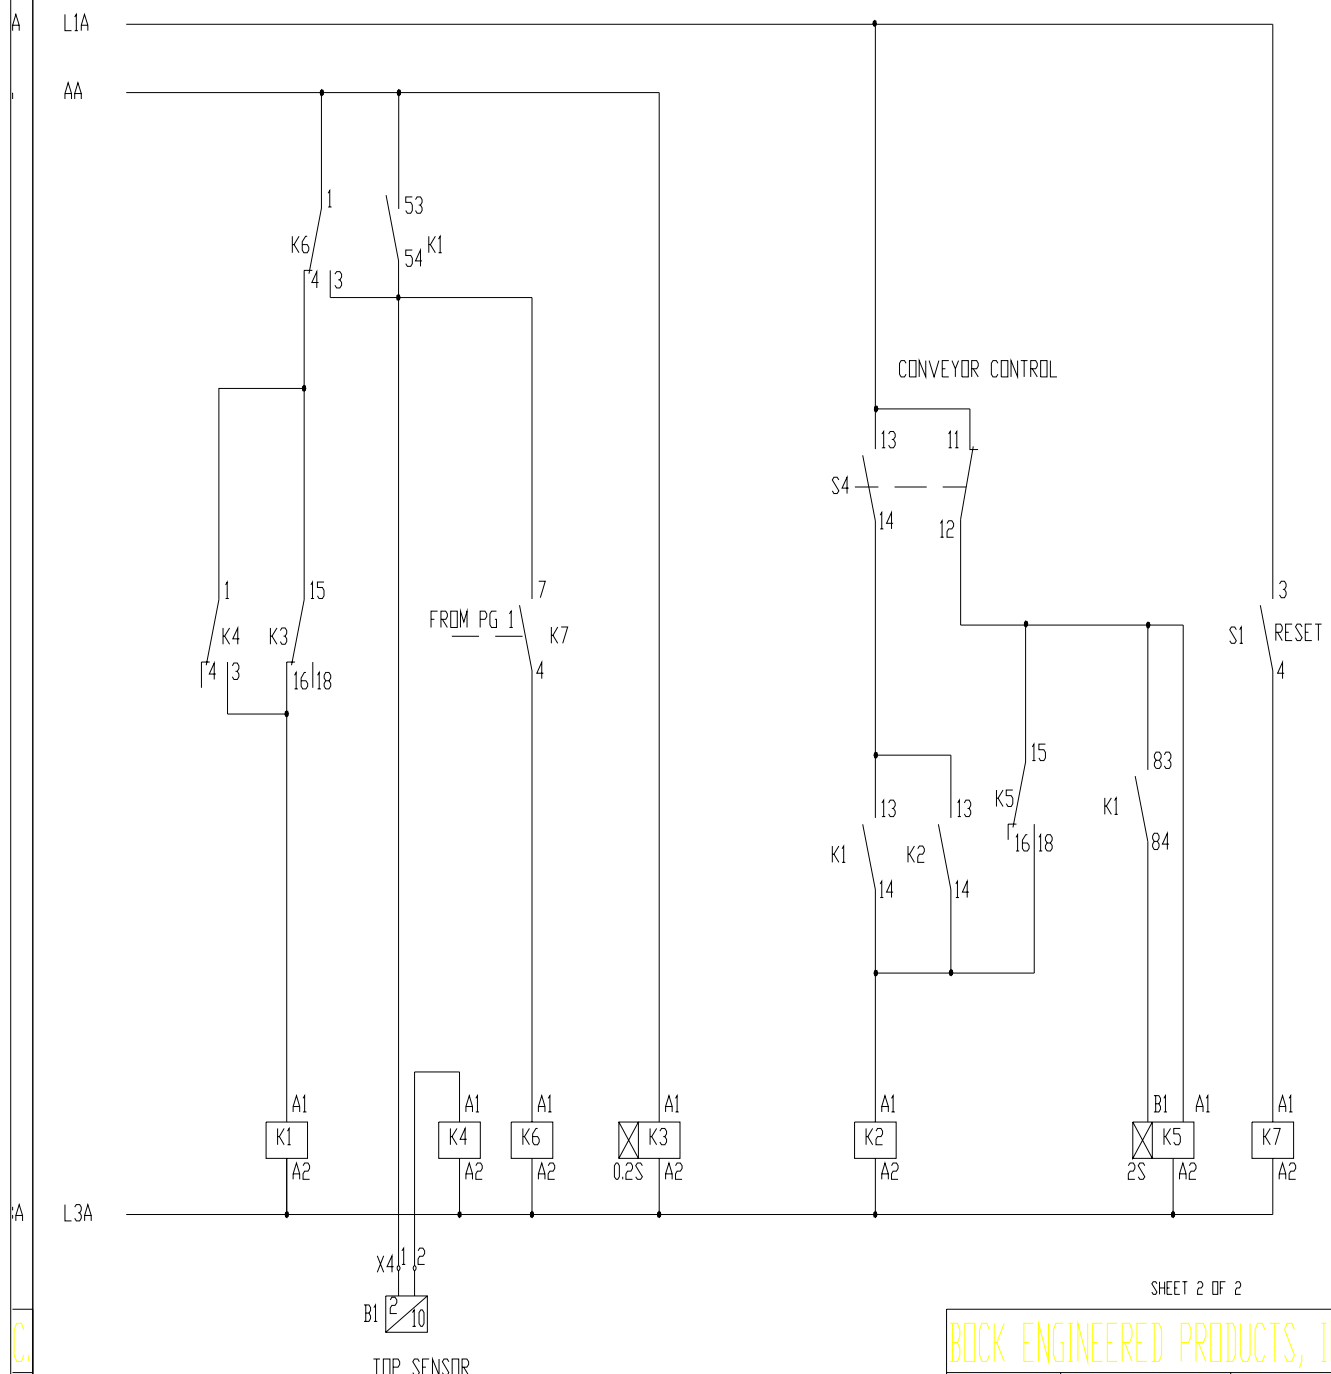 A L1A
AA
1
53
K6
54 K1
4 3
CONVEYOR CONTROL
13 11
S4
14
12
1 15 7 3
FROM PG 1
K4 K3 K7 S1 RESET
4 3 16 18 4 4
15 83
K5 K1
13 13
16 18 84
K1 K2
14 14
A1 A1 A1 A1 A1 B1 A1 A1
K1 K4 K6 K3 K2 K5 K7
A2 A2 A2 0.2S A2 A2 2S A2 A2
A L3A
X4 1 2
SHEET 2 OF 2
B1 2 10
C. BOCK ENGINEERED PRODUCTS, I
TOP SENSOR